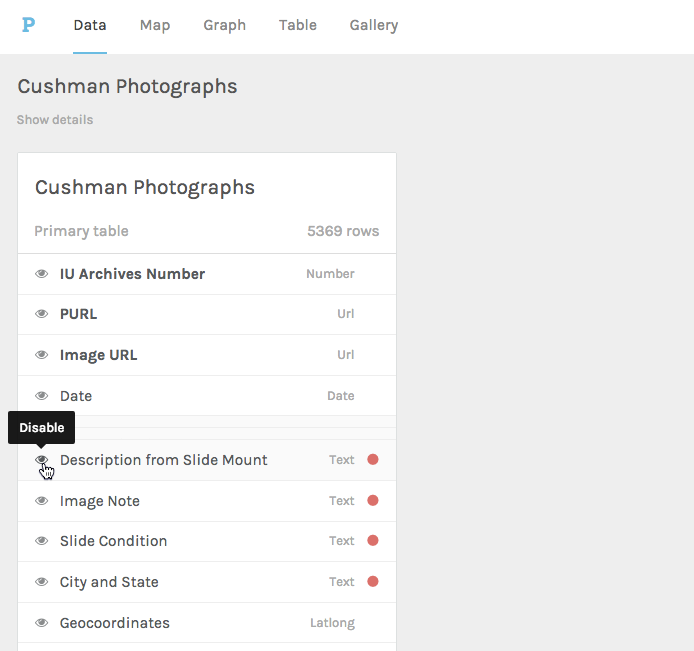 P Data Map Graph Table Gallery
Cushman Photographs
Show details
Cushman Photographs
Primary table 5369 rows
IU Archives Number Number
PURL Url
Image URL Url
Date Date
Disable
Description from Slide Mount Text
Image Note Text
Slide Condition Text
City and State Text
Geocoordinates Latlong